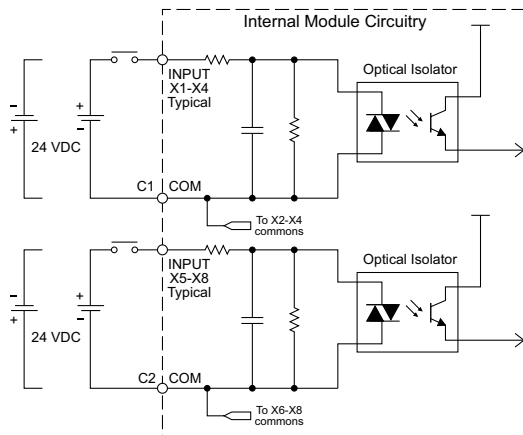 Internal Module Circuitry
INPUT
X1-X4
Typical
Optical Isolator
-
+
+
-
24 VDC
C1
COM
To X2-X4
commons
INPUT
X5-X8
Typical
Optical Isolator
-
+
+
-
24 VDC
C2
COM
To X6-X8
commons